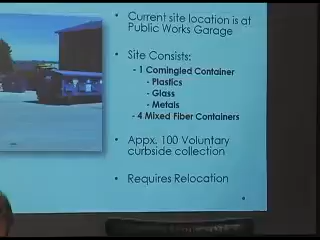 • Current site location is at
Public Works Garage
• Site Consists:
- 1 Comingled Container
- Plastics
- Glass
- Metals
- 4 Mixed Fiber Containers
• Appx. 100 Voluntary
curbside collection
• Requires Relocation